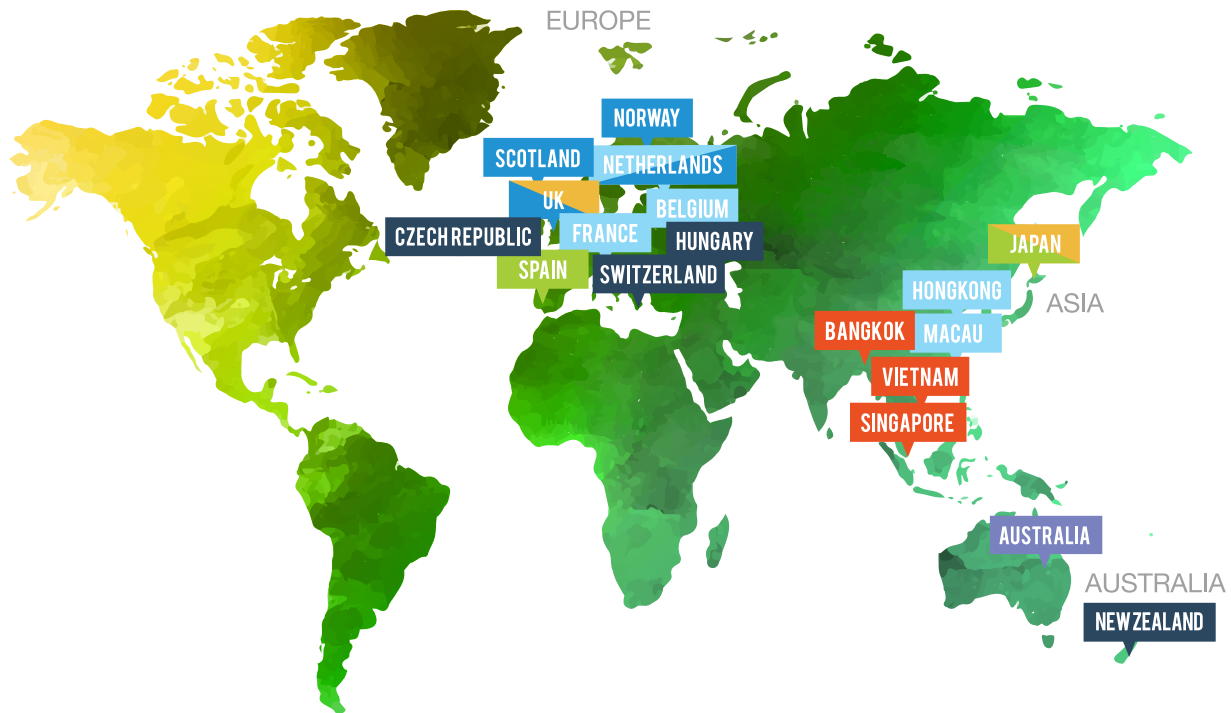 EUROPE
NORWAY
SCOTLAND
NETHERLANDS
UK
BELGIUM
CZECH REPUBLIC
FRANCE
HUNGARY
SPAIN
SWITZERLAND
JAPAN
HONGKONG
ASIA
BANGKOK
MACAU
VIETNAM
SINGAPORE
AUSTRALIA
AUSTRALIA
NEW ZEALAND